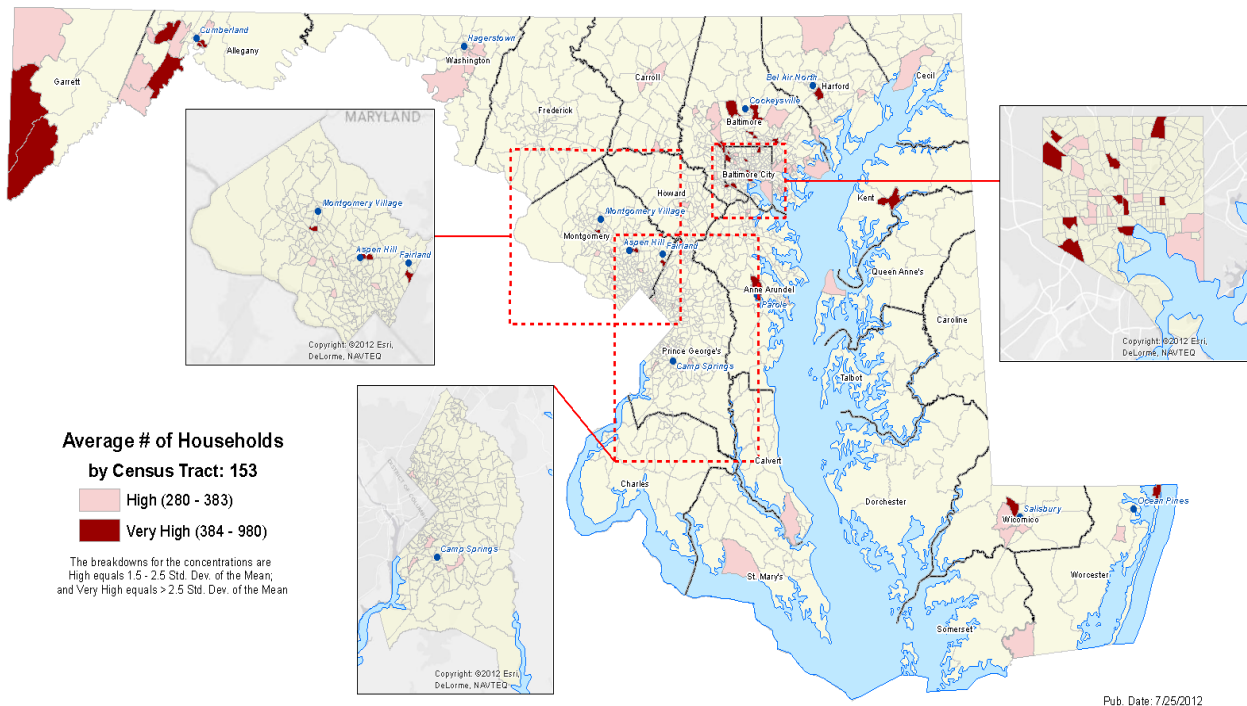 Cumberland
Allegany
Garrett
Hagerstown
Washington
Carroll
Frederick
Bel Air North
Harford
Cecil
Cockeysville
Baltimore
Baltimore City
Howard
Kent
Montgomery Village
Montgomery
Aspen Hill
Fairland
Queen Anne's
Anne Arundel
Parole
Caroline
Prince George's
Camp Springs
Talbot
Calvert
Charles
Dorchester
St. Mary's
Salisbury
Wicomico
Ocean Pines
Worcester
Somerset
MARYLAND
Montgomery Village
Aspen Hill
Fairland
Copyright: ©2012 Esri,
DeLorme, NAVTEQ
Copyright: ©2012 Esri,
DeLorme, NAVTEQ
Camp Springs
Copyright: ©2012 Esri,
DeLorme, NAVTEQ
Average # of Households
by Census Tract: 153
High (280 - 383)
Very High (384 - 980)
The breakdowns for the concentrations are
High equals 1.5 - 2.5 Std. Dev. of the Mean;
and Very High equals > 2.5 Std. Dev. of the Mean
Pub. Date: 7/25/2012